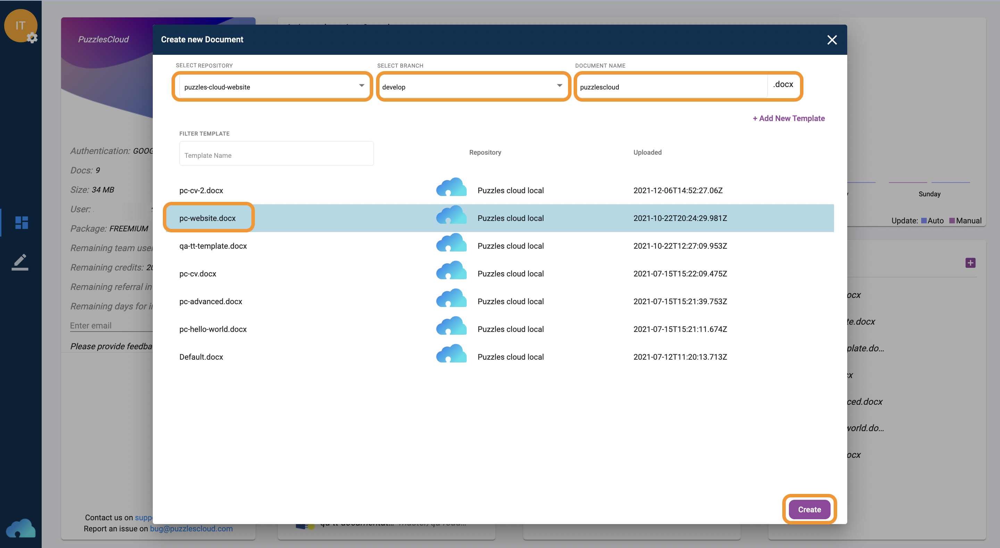 IT
PuzzlesCloud
Authentication: GOOG
Docs: 9
Size: 34 MB
User:
Package: FREEMIUM
Remaining team user
Remaining credits: 20
Remaining referral in
Remaining days for in
Enter email
Please provide feedba
Contact us on supp
Report an issue on bug@puzzlescloud.com
Create new Document
SELECT REPOSITORY
SELECT BRANCH
DOCUMENT NAME
puzzles-cloud-website
develop
puzzlescloud
.docx
+ Add New Template
FILTER TEMPLATE
Template Name
Repository
Uploaded
pc-cv-2.docx Puzzles cloud local 2021-12-06T14:52:27.06Z
pc-website.docx Puzzles cloud local 2021-10-22T20:24:29.981Z
qa-tt-template.docx Puzzles cloud local 2021-10-22T12:27:09.953Z
pc-cv.docx Puzzles cloud local 2021-07-15T15:22:09.475Z
pc-advanced.docx Puzzles cloud local 2021-07-15T15:21:39.753Z
pc-hello-world.docx Puzzles cloud local 2021-07-15T15:21:11.674Z
Default.docx Puzzles cloud local 2021-07-12T11:20:13.713Z
Create
Sunday
Update: Auto Manual
ocx
te.docx
plate.do...
cx
ced.docx
world.do...
ocx